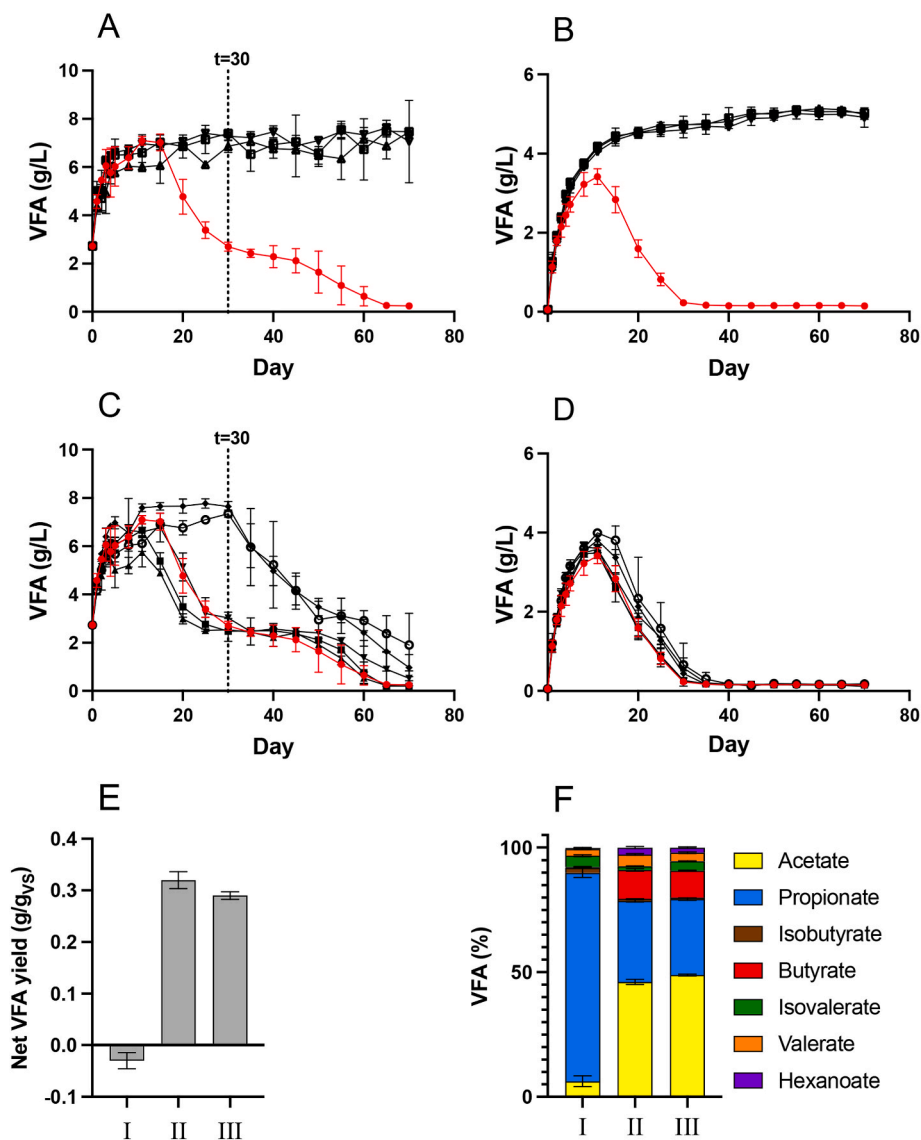 A
t=30
VFA (g/L)
10
8
6
4
2
0
0 20 40 60 80
Day
B
VFA (g/L)
6
4
2
0
0 20 40 60 80
Day
C
t=30
VFA (g/L)
10
8
6
4
2
0
0 20 40 60 80
Day
D
VFA (g/L)
6
4
2
0
0 20 40 60 80
Day
E
Net VFA yield (g/gVS)
0.4
0.3
0.2
0.1
0.0
-0.1
I II III
F
VFA (%)
100
50
0
I II III
Acetate
Propionate
Isobutyrate
Butyrate
Isovalerate
Valerate
Hexanoate